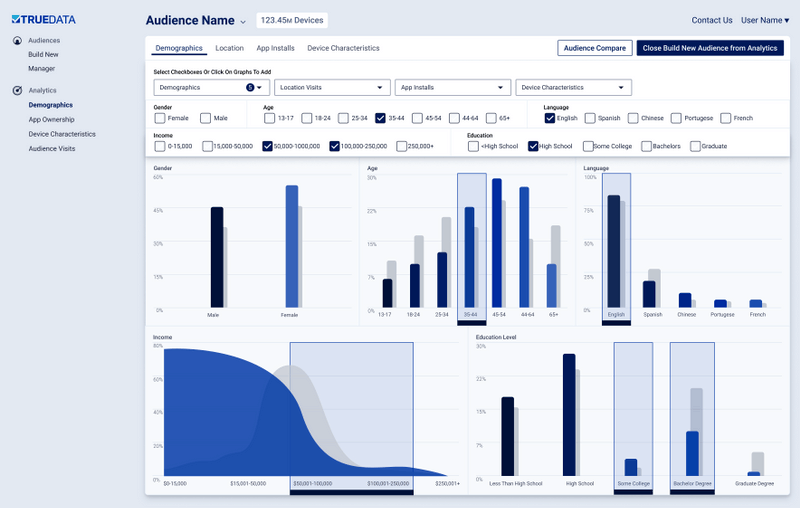 TRUEDATA
Audience Name
123.45M Devices
Contact Us
User Name
Audiences
Build New
Manager
Analytics
Demographics
App Ownership
Device Characteristics
Audience Visits
Demographics Location App Installs Device Characteristics
Audience Compare
Close Build New Audience from Analytics
Select Checkboxes Or Click On Graphs To Add
Demographics 5 Location Visits App Installs Device Characteristics
Gender
Female Male
Age
13-17 18-24 25-34 35-44 45-54 44-64 65+
Language
English Spanish Chinese Portugese French
Income
0-15,000 15,000-50,000 50,000-1000,000 100,000-250,000 250,000+
Education
<High School High School Some College Bachelors Graduate
Gender
60%
45%
30%
15%
0%
Male Female
Age
30%
22%
15%
7%
0%
13-17 18-24 25-34 35-44 45-54 44-64 65+
Language
100%
75%
50%
25%
0%
English Spanish Chinese Portugese French
Income
80%
60%
40%
20%
0%
$0-15,000 $15,001-50,000 $50,001-100,000 $100,001-250,000 $250,001+
Education Level
30%
22%
15%
7%
0%
Less Than High School High School Some College Bachelor Degree Graduate Degree